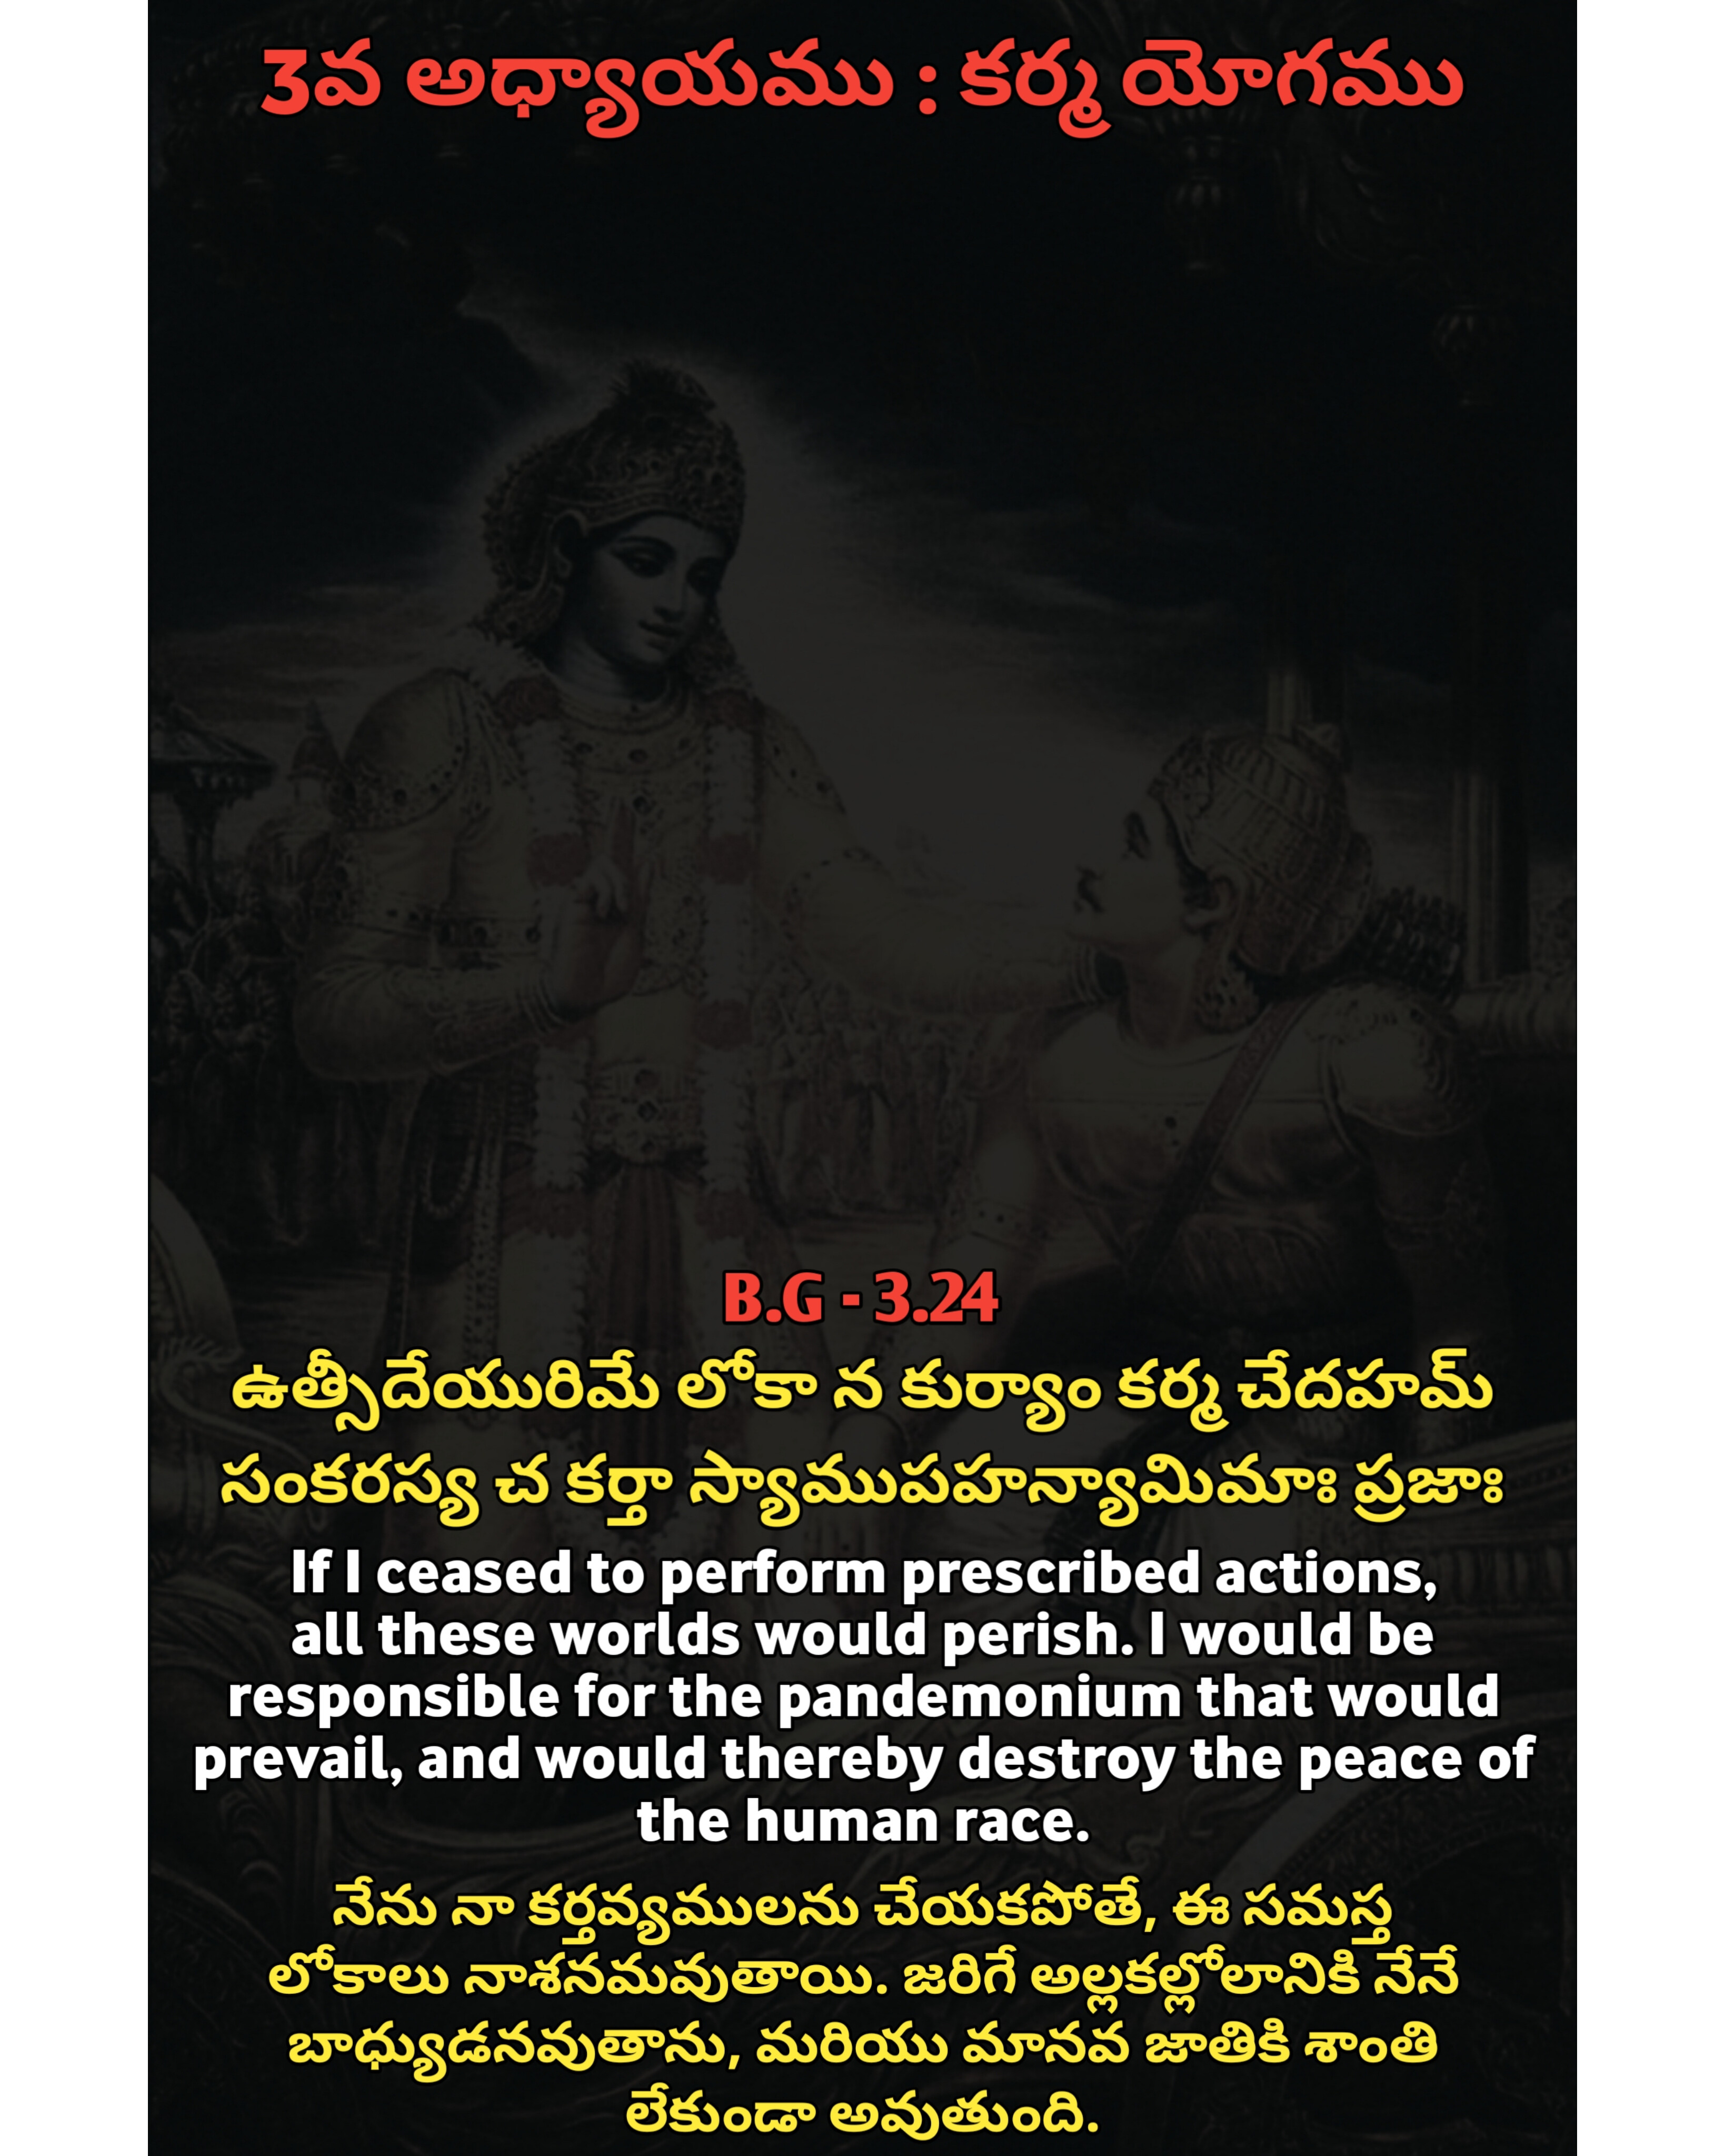 3వ అధ్యాయము : కర్మ యోగము
B.G - 3.24
ఉత్సీదేయురిమే లోకా న కుర్యాం కర్మ చేదహమ్
సంకరస్య చ కర్తా స్యాముపహన్యామిమాః ప్రజాః
If I ceased to perform prescribed actions,
all these worlds would perish. I would be
responsible for the pandemonium that would
prevail, and would thereby destroy the peace of
the human race.
నేను నా కర్తవ్యములను చేయకపోతే, ఈ సమస్త
లోకాలు నాశనమవుతాయి. జరిగే అల్లకల్లోలానికి నేనే
బాధ్యుడనవుతాను, మరియు మానవ జాతికి శాంతి
లేకుండా అవుతుంది.